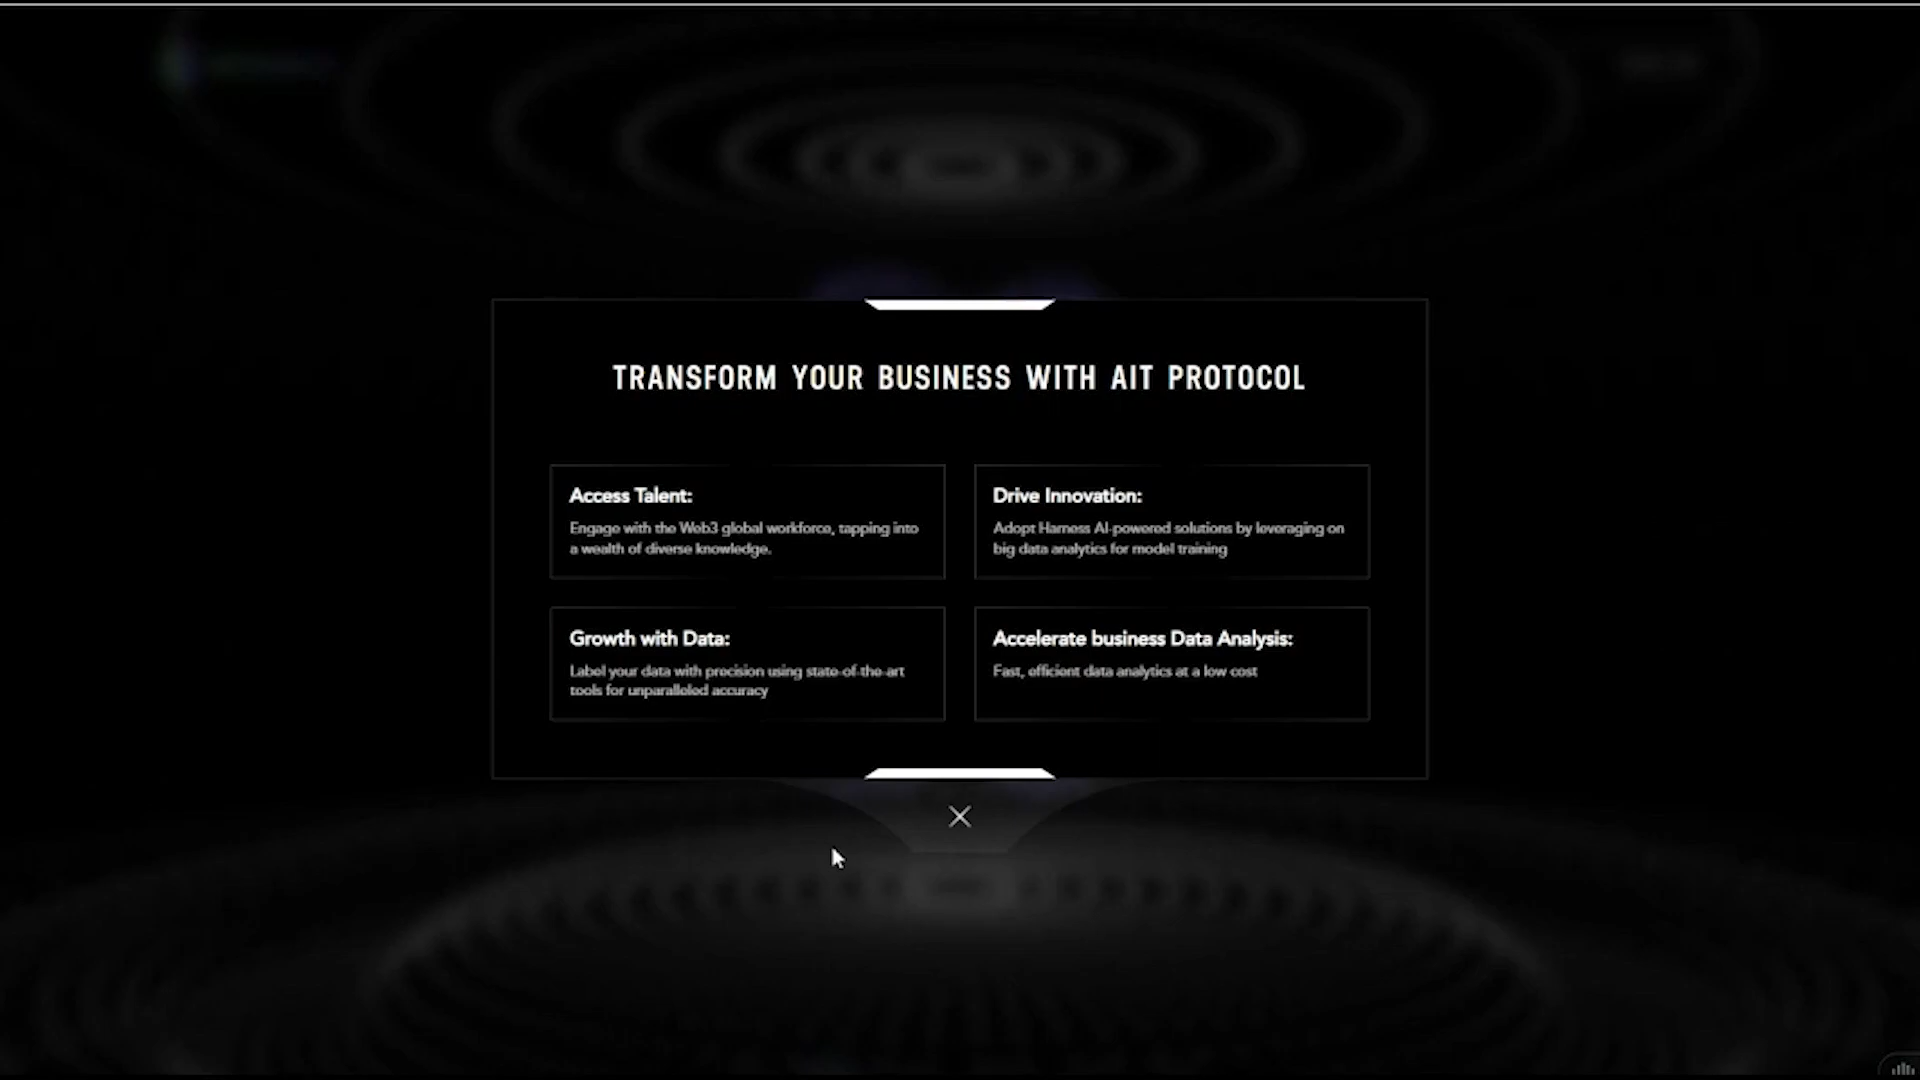 TRANSFORM YOUR BUSINESS WITH AIT PROTOCOL
Access Talent:
Engage with the Web3 global workforce, tapping into
a wealth of diverse knowledge.
Drive Innovation:
Adopt Harness AI-powered solutions by leveraging on
big data analytics for model training
Growth with Data:
Label your data with precision using state-of-the-art
tools for unparalleled accuracy
Accelerate business Data Analysis:
Fast, efficient data analytics at a low cost